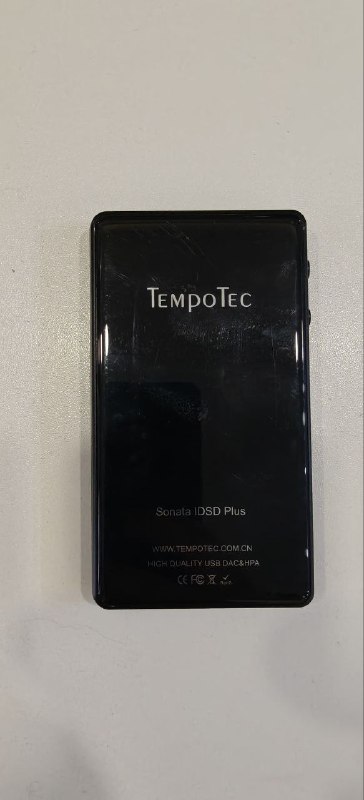 TEMPOTEC
Sonata IDSD Plus
WWW.TEMPOTEC.COM.CN
HIGH QUALITY USB DAC&HPA
CE FC